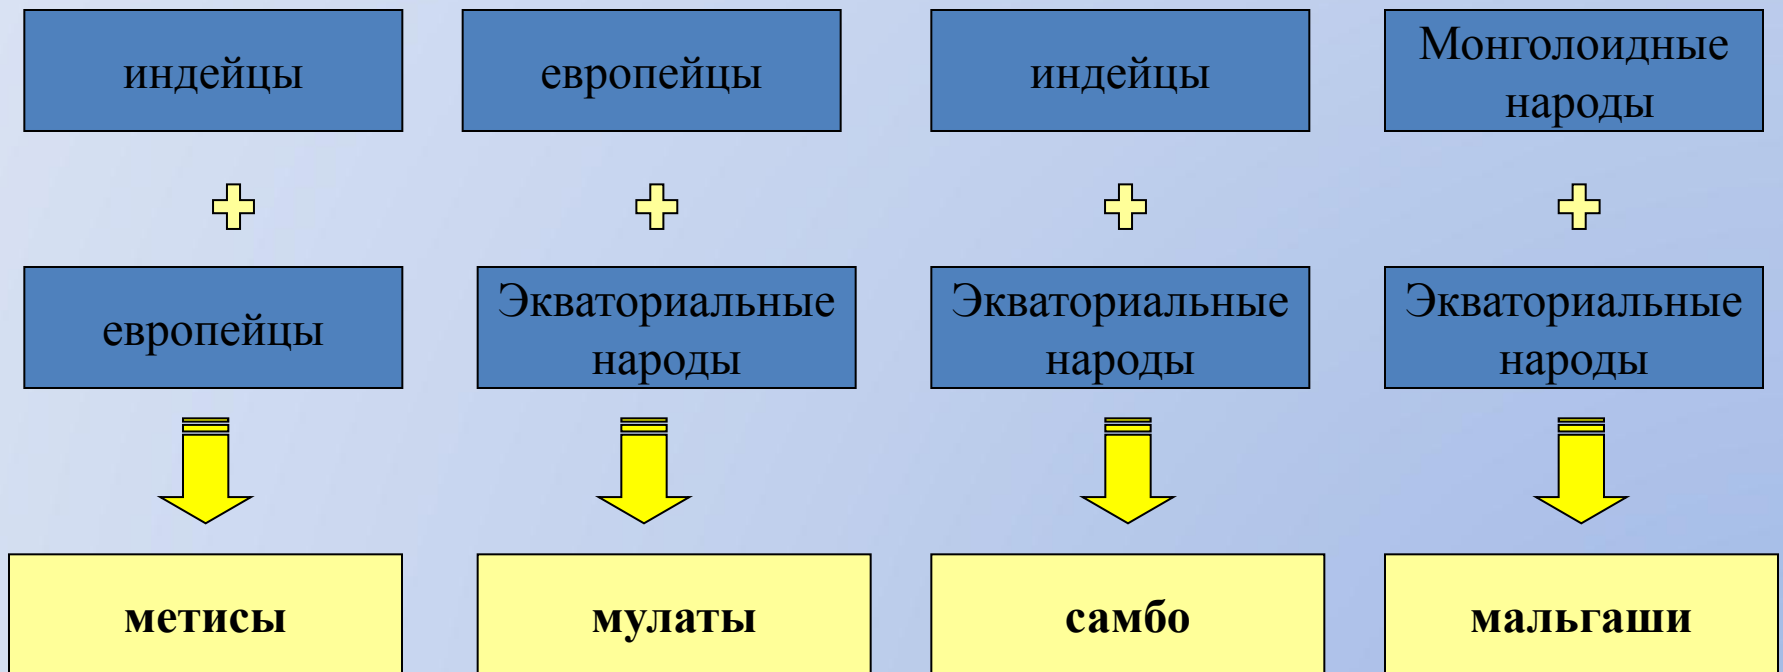 индейцы
европейцы
индейцы
Монголоидные
народы
европейцы
Экваториальные
народы
Экваториальные
народы
Экваториальные
народы
метисы
мулаты
самбо
мальгаши